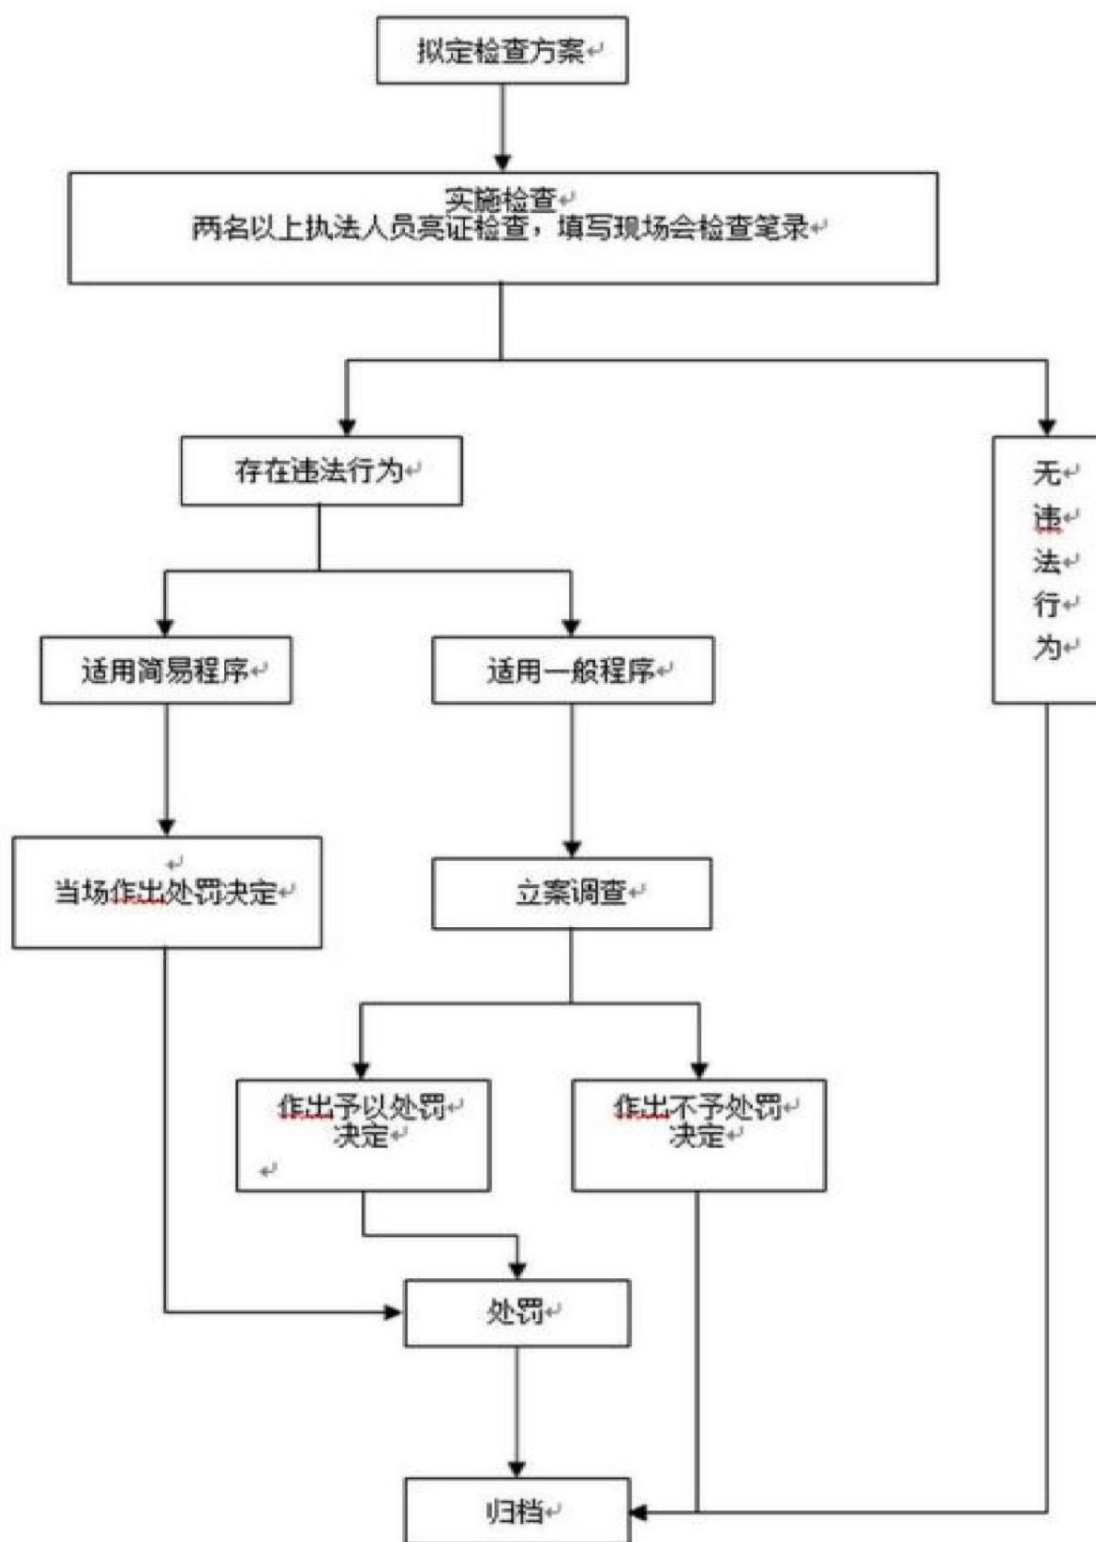 拟定检查方案
实施检查
两名以上执法人员亮证检查，填写现场会检查笔录
存在违法行为
无
违
法
行
为
适用简易程序
适用一般程序
当场作出处罚决定
立案调查
作出予以处罚
决定
作出不予处罚
决定
处罚
归档